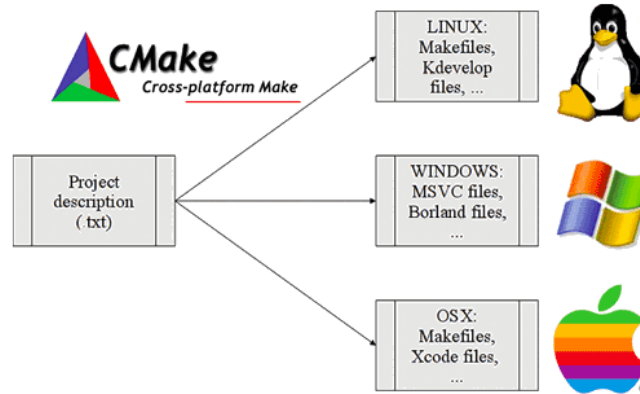 CMake
Cross-platform Make
LINUX:
Makefiles,
Kdevelop
files, ...
Project
description
(.txt)
WINDOWS:
MSVC files,
Borland files,
...
OSX:
Makefiles,
Xcode files,
...